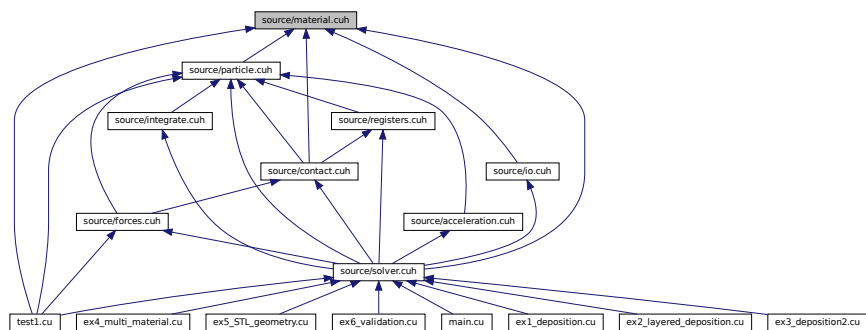 source/material.cuh
source/particle.cuh
source/integrate.cuh
source/registers.cuh
source/contact.cuh
source/io.cuh
source/forces.cuh
source/acceleration.cuh
source/solver.cuh
test1.cu
ex4_multi_material.cu
ex5_STL_geometry.cu
ex6_validation.cu
main.cu
ex1_deposition.cu
ex2_layered_deposition.cu
ex3_deposition2.cu